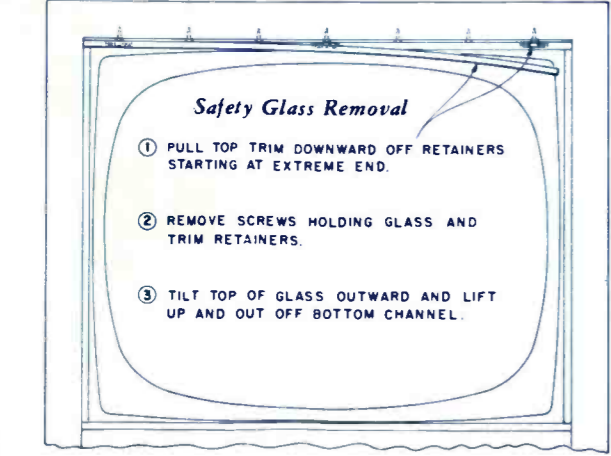 Safety Glass Removal
① PULL TOP TRIM DOWNWARD OFF RETAINERS
STARTING AT EXTREME END.
② REMOVE SCREWS HOLDING GLASS AND
TRIM RETAINERS.
③ TILT TOP OF GLASS OUTWARD AND LIFT
UP AND OUT OFF BOTTOM CHANNEL.